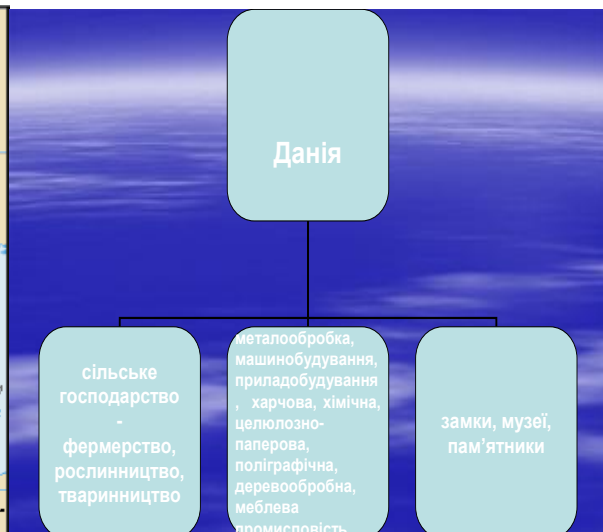 Данія
сільське
господарство
-
фермерство,
рослинництво,
тваринництво
металообробка,
машинобудування,
приладобудування
, харчова, хімічна,
целюлозно-
паперова,
поліграфічна,
деревообробна,
меблева
промисловість
замки, музеї,
пам’ятники